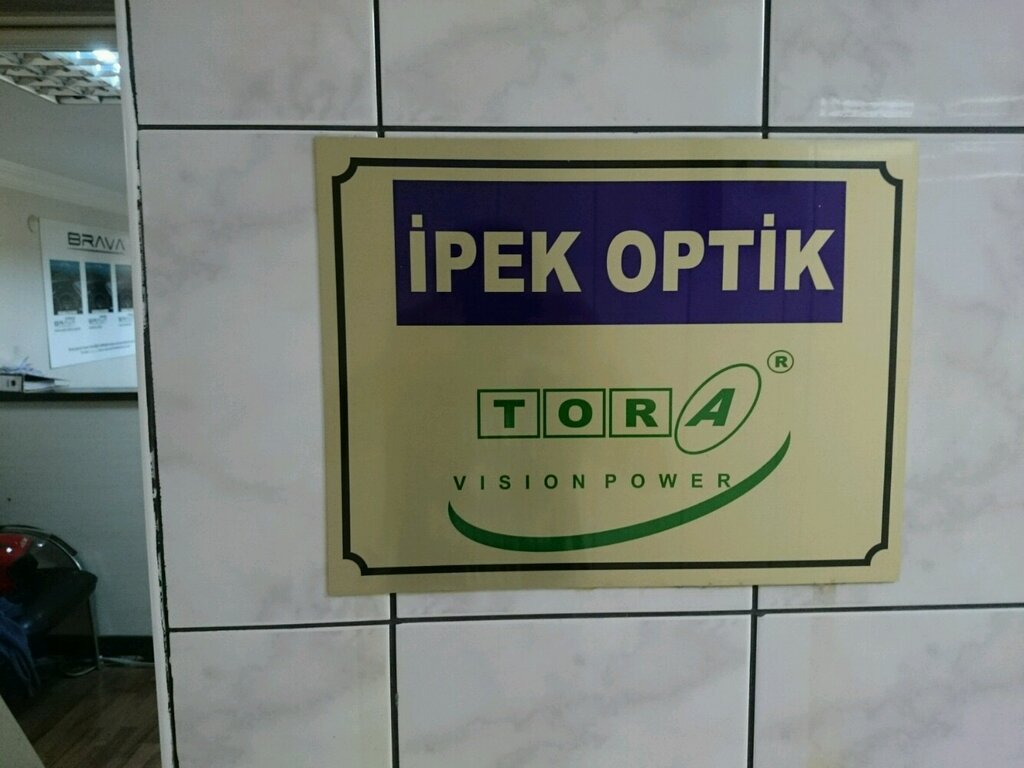 BRAVA
İPEK OPTİK
TORA ®
VISION POWER